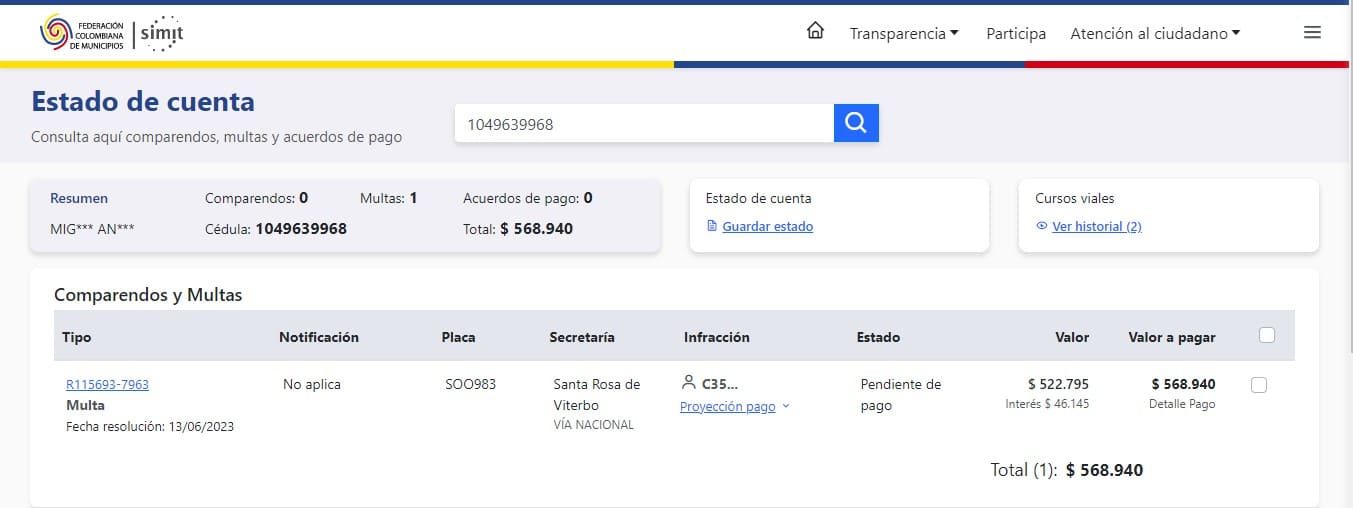 FEDERACIÓN
COLOMBIANA
DE MUNICIPIOS
simit
Transparencia
Participa
Atención al ciudadano
Estado de cuenta
Consulta aquí comparendos, multas y acuerdos de pago
1049639968
Resumen Comparendos: 0 Multas: 1 Acuerdos de pago: 0
MIG*** AN*** Cédula: 1049639968 Total: $ 568.940
Estado de cuenta
Guardar estado
Cursos viales
Ver historial (2)
Comparendos y Multas
Tipo Notificación Placa Secretaría Infracción Estado Valor Valor a pagar
R115693-7963 No aplica SOO983 Santa Rosa de C35... Pendiente de $ 522.795 $ 568.940
Multa Viterbo Proyección pago pago Interés $ 46.145 Detalle Pago
Fecha resolución: 13/06/2023 VÍA NACIONAL
Total (1): $ 568.940